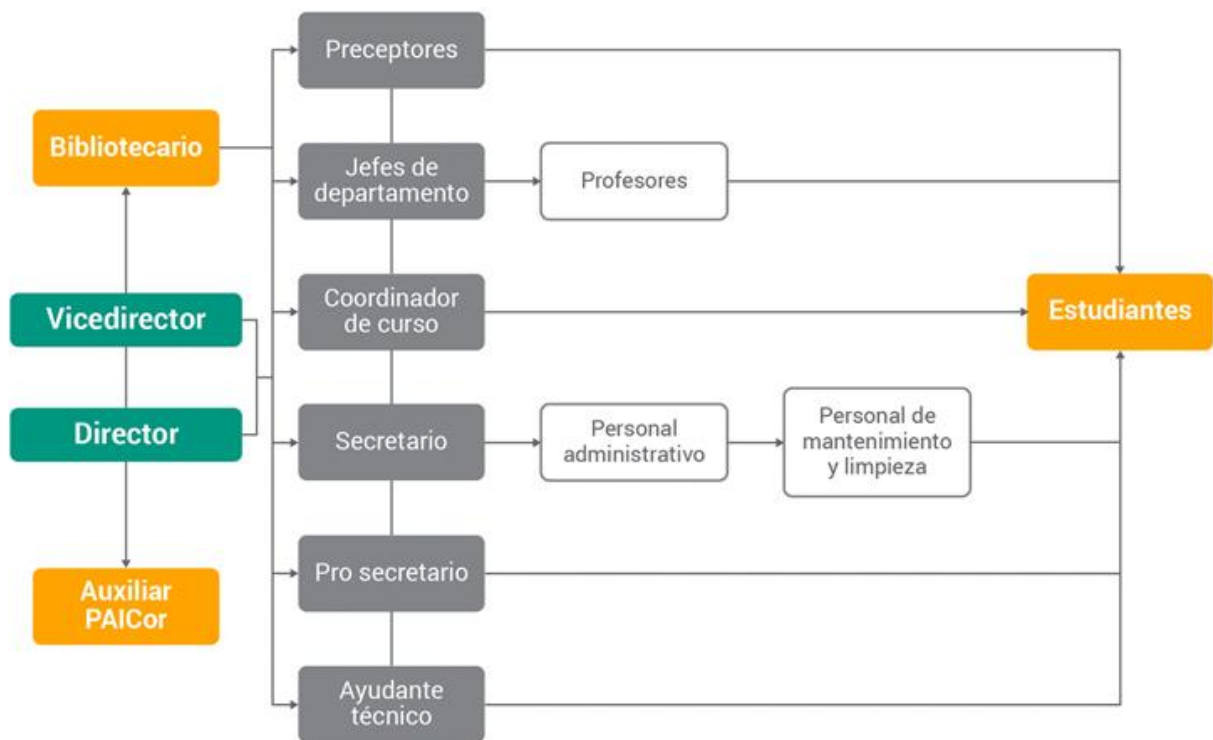 Preceptores
Bibliotecario
Jefes de
departamento
Profesores
Vicedirector
Coordinador
de curso
Estudiantes
Director
Secretario
Personal
administrativo
Personal de
mantenimiento
y limpieza
Auxiliar
PAICor
Pro secretario
Ayudante
técnico